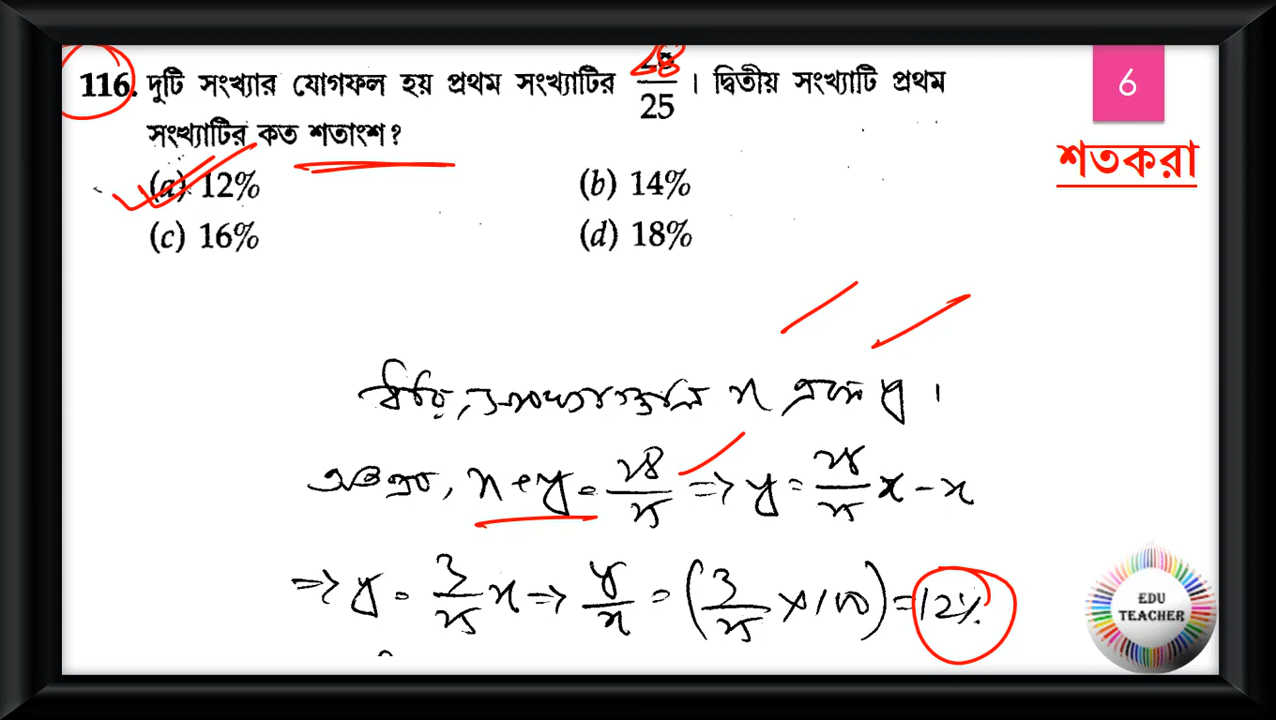 116. দুটি সংখ্যার যোগফল হয় প্রথম সংখ্যাটির 28/25 । দ্বিতীয় সংখ্যাটি প্রথম
সংখ্যাটির কত শতাংশ?
(a) 12% (b) 14%
(c) 16% (d) 18%
6
শতকরা
ধরি, সংখ্যাগুলি x এবং y ।
অতএব, x + y = 28/25 => y = 28/25 x - x
=> y = 3/25 x => y/x = (3/25 × 100) = 12%
EDU
TEACHER